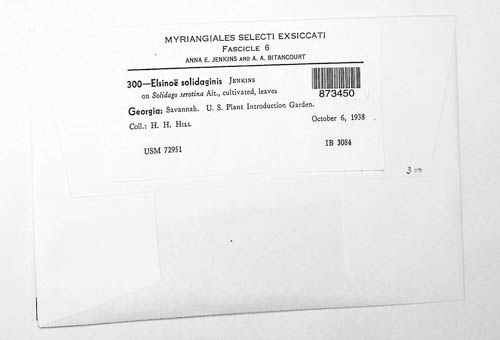 MYRIANGIALES SELECTI EXSICCATI
FASCICLE 6
ANNA E. JENKINS AND A. A. BITANCOURT
300—Elsinoë solidaginis JENKINS
on Solidago serotina Ait., cultivated, leaves
873450
Georgia: Savannah. U. S. Plant Introduction Garden.
Coll.: H. H. HILL
October 6, 1938
USM 72951
IB 3084